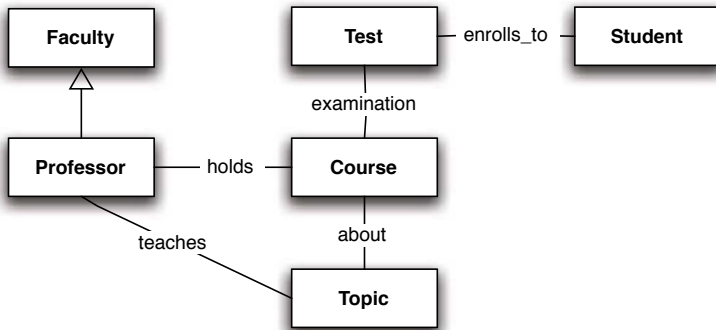 Faculty
Test
enrolls_to
Student
examination
Professor
holds
Course
teaches
about
Topic